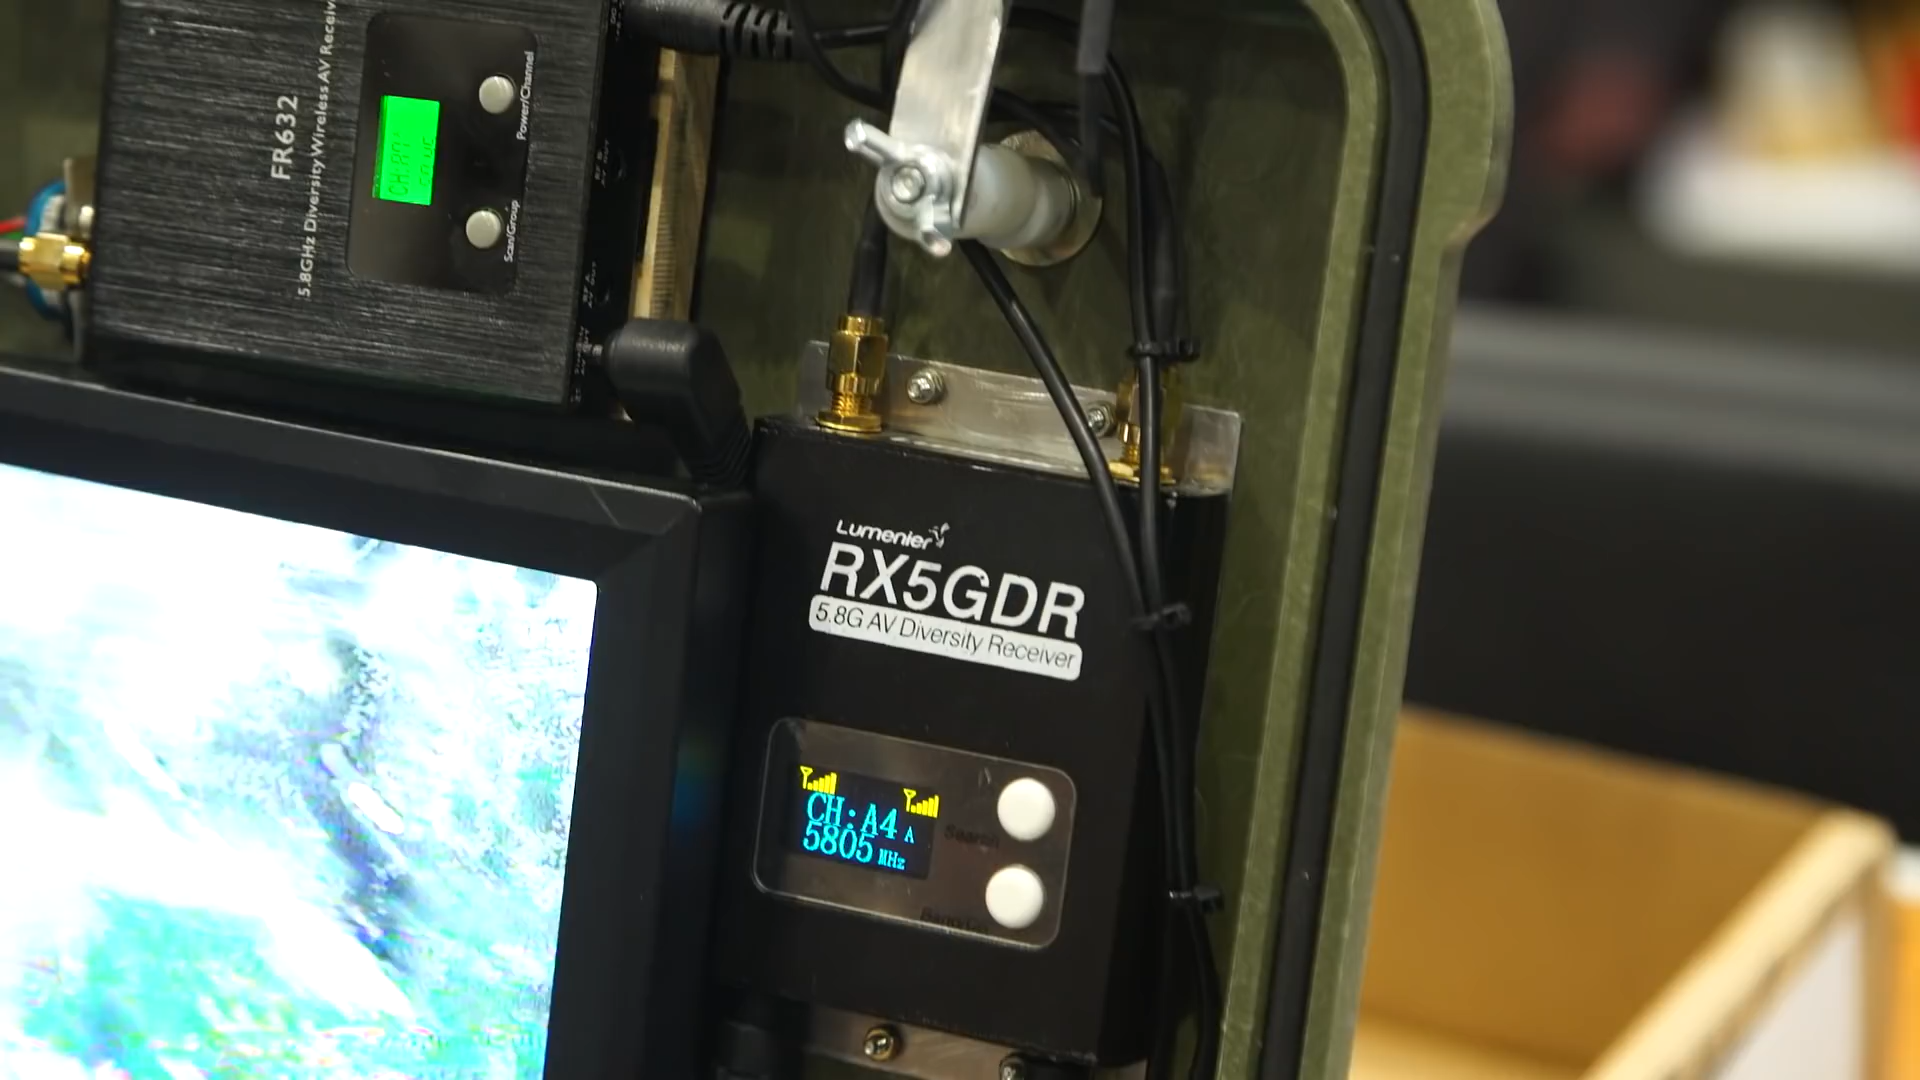 FR632
5.8GHz Diversity Wireless AV Receiv
Power/Channel
Scan/Group
Lumenier
RX5GDR
5.8G AV Diversity Receiver
CH:A4 A
5805 MHz
Search